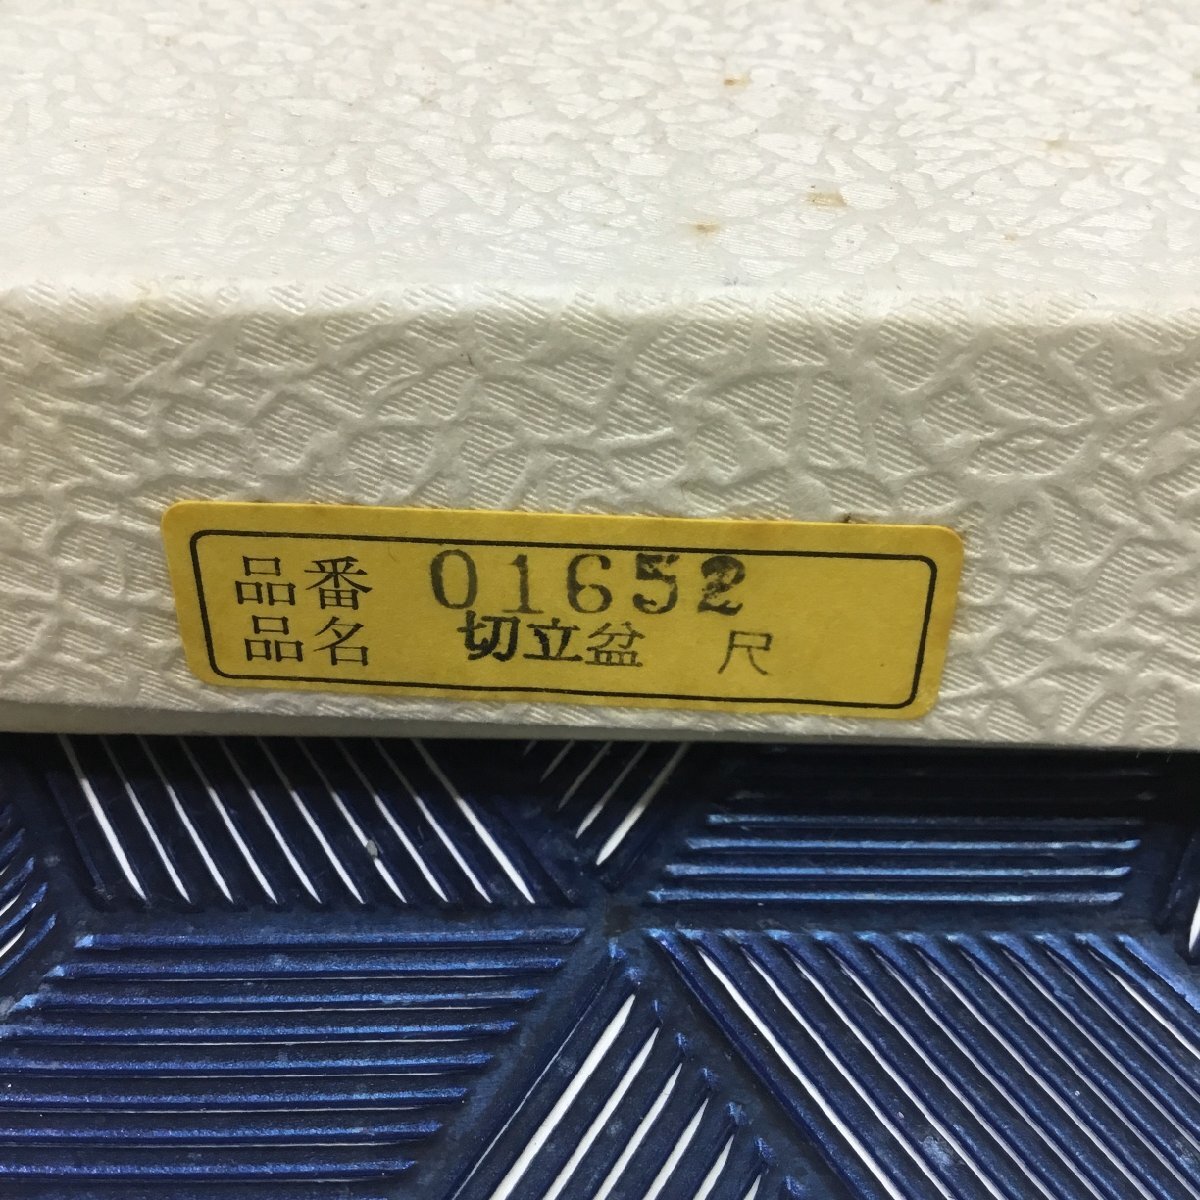 品番 01652
品名 切立盆 尺